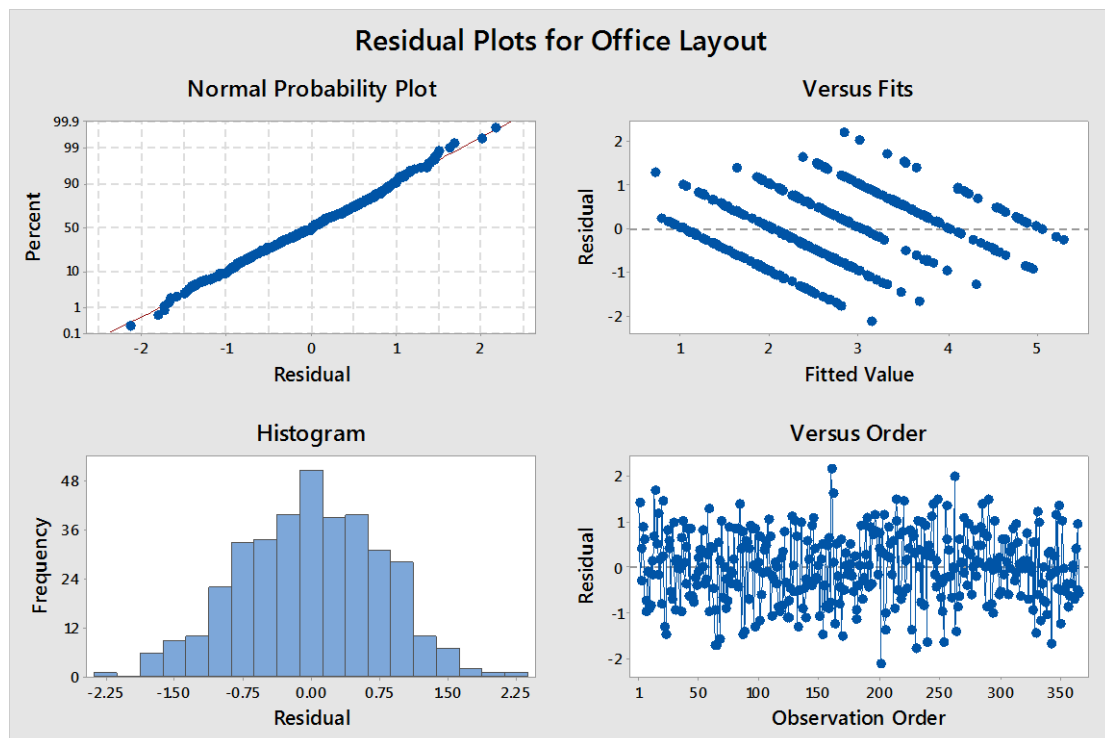 Residual Plots for Office Layout
Normal Probability Plot
99.9
99
90
50
10
1
0.1
Percent
-2 -1 0 1 2
Residual
Versus Fits
2
1
0
-1
-2
Residual
1 2 3 4 5
Fitted Value
Histogram
48
36
24
12
0
Frequency
-2.25 -1.50 -0.75 0.00 0.75 1.50 2.25
Residual
Versus Order
2
1
0
-1
-2
Residual
1 50 100 150 200 250 300 350
Observation Order